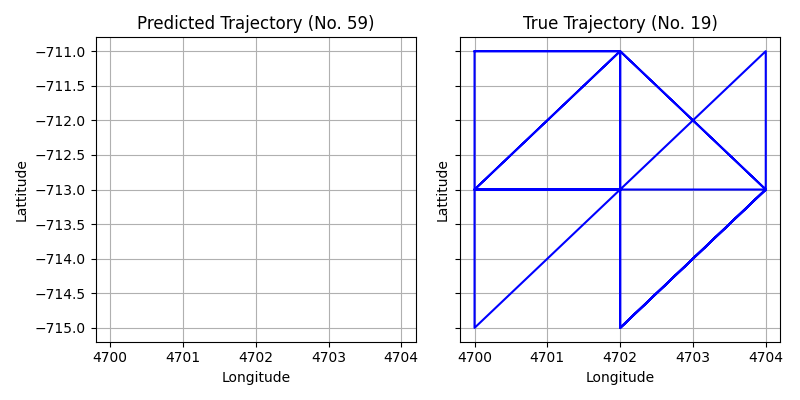 Predicted Trajectory (No. 59)
True Trajectory (No. 19)
−711.0
−711.5
−712.0
−712.5
−713.0
−713.5
−714.0
−714.5
−715.0
Lattitude
Lattitude
4700 4701 4702 4703 4704
4700 4701 4702 4703 4704
Longitude
Longitude